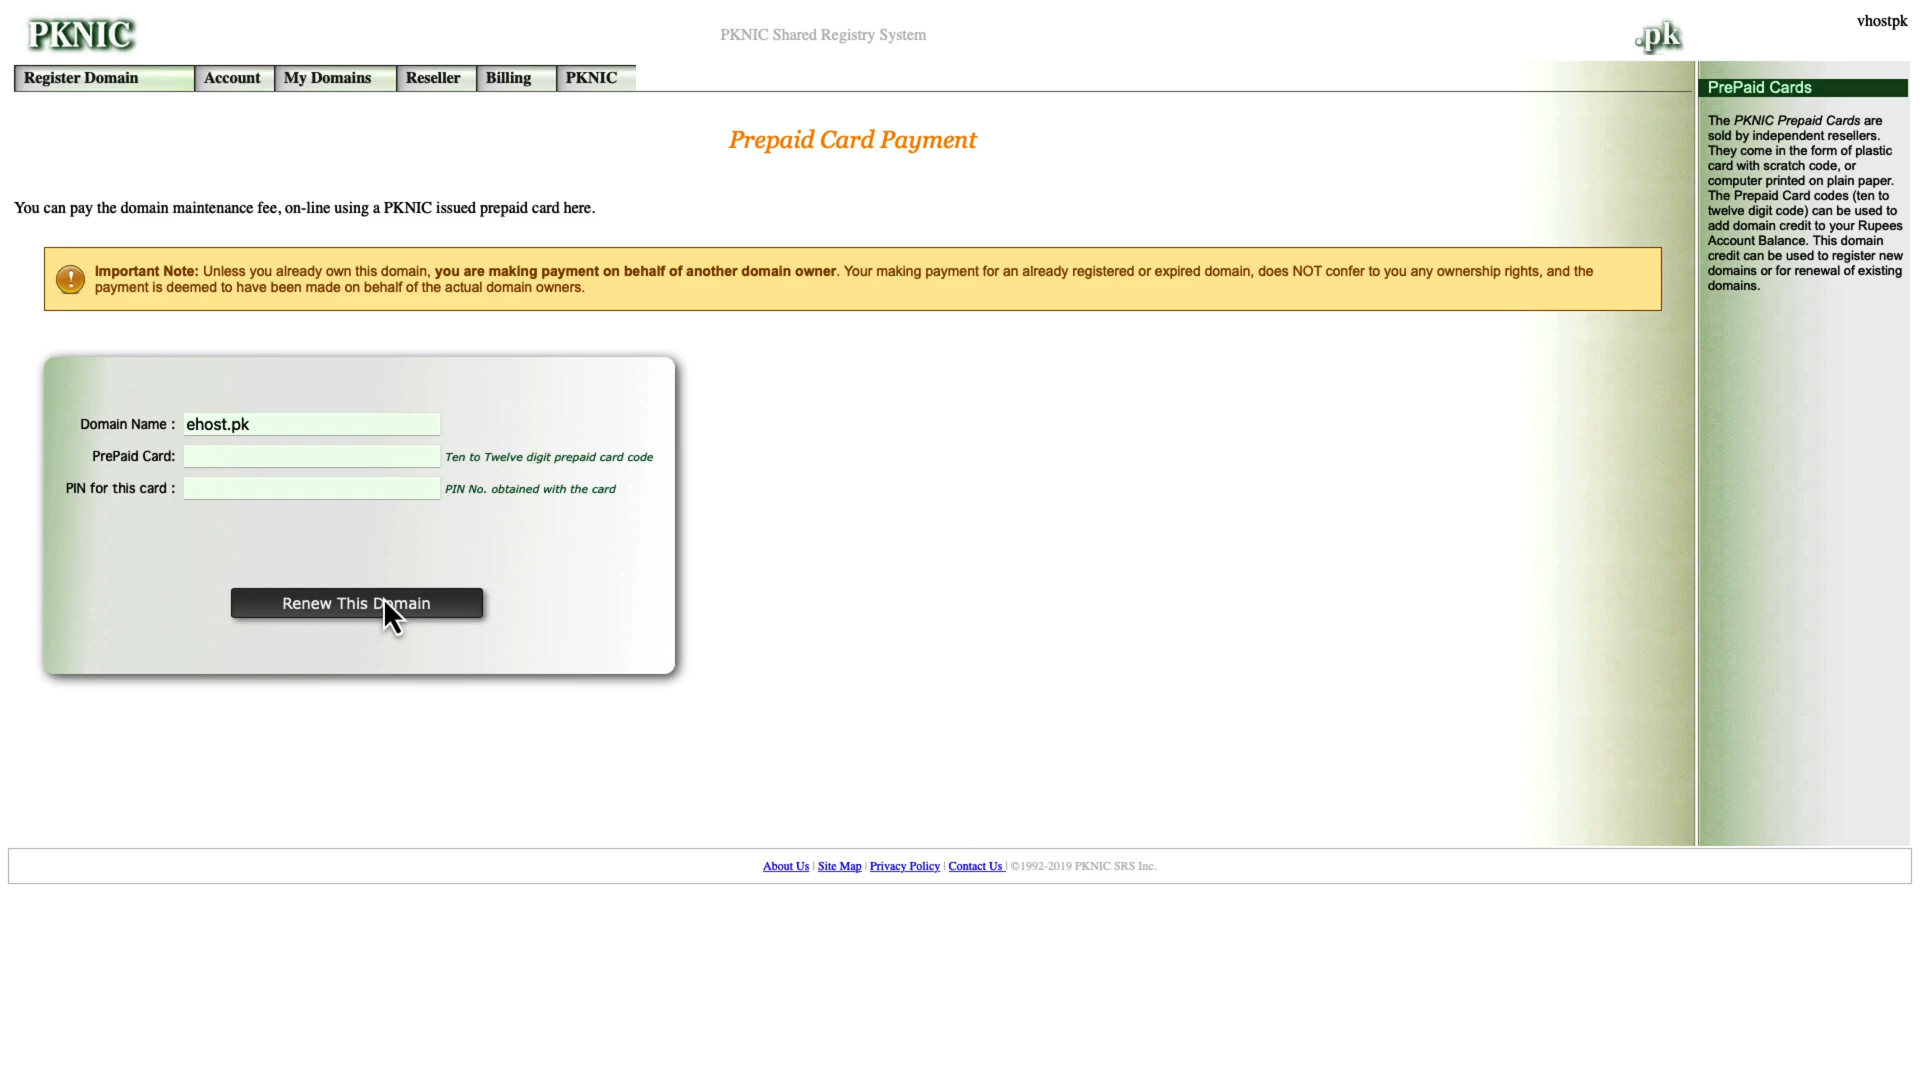 PKNIC
PKNIC Shared Registry System
.pk
vhostpk
Register Domain
Account
My Domains
Reseller
Billing
PKNIC
Prepaid Card Payment
You can pay the domain maintenance fee, on-line using a PKNIC issued prepaid card here.
Important Note: Unless you already own this domain, you are making payment on behalf of another domain owner. Your making payment for an already registered or expired domain, does NOT confer to you any ownership rights, and the
payment is deemed to have been made on behalf of the actual domain owners.
Domain Name : ehost.pk
PrePaid Card: Ten to Twelve digit prepaid card code
PIN for this card : PIN No. obtained with the card
Renew This Domain
PrePaid Cards
The PKNIC Prepaid Cards are
sold by independent resellers.
They come in the form of plastic
card with scratch code, or
computer printed on plain paper.
The Prepaid Card codes (ten to
twelve digit code) can be used to
add domain credit to your Rupees
Account Balance. This domain
credit can be used to register new
domains or for renewal of existing
domains.
About Us | Site Map | Privacy Policy | Contact Us | ©1992-2019 PKNIC SRS Inc.